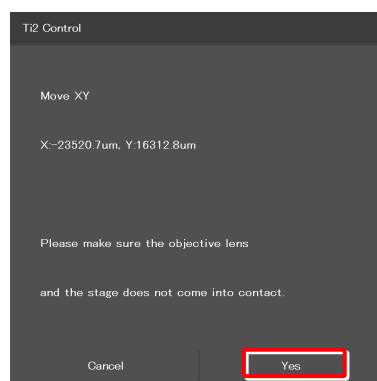 Ti2 Control
Move XY
X:-23520.7um, Y:16312.8um
Please make sure the objective lens
and the stage does not come into contact.
Cancel
Yes